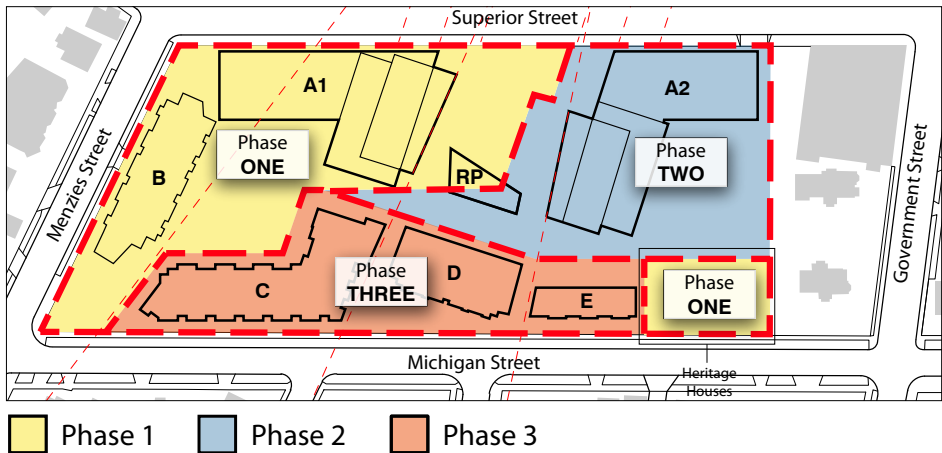 Superior Street
A1
A2
Phase
ONE
Phase
TWO
B
RP
Menzies Street
Goverment Street
Phase
THREE
D
C
E
Phase
ONE
Michigan Street
Heritage
Houses
Phase 1
Phase 2
Phase 3